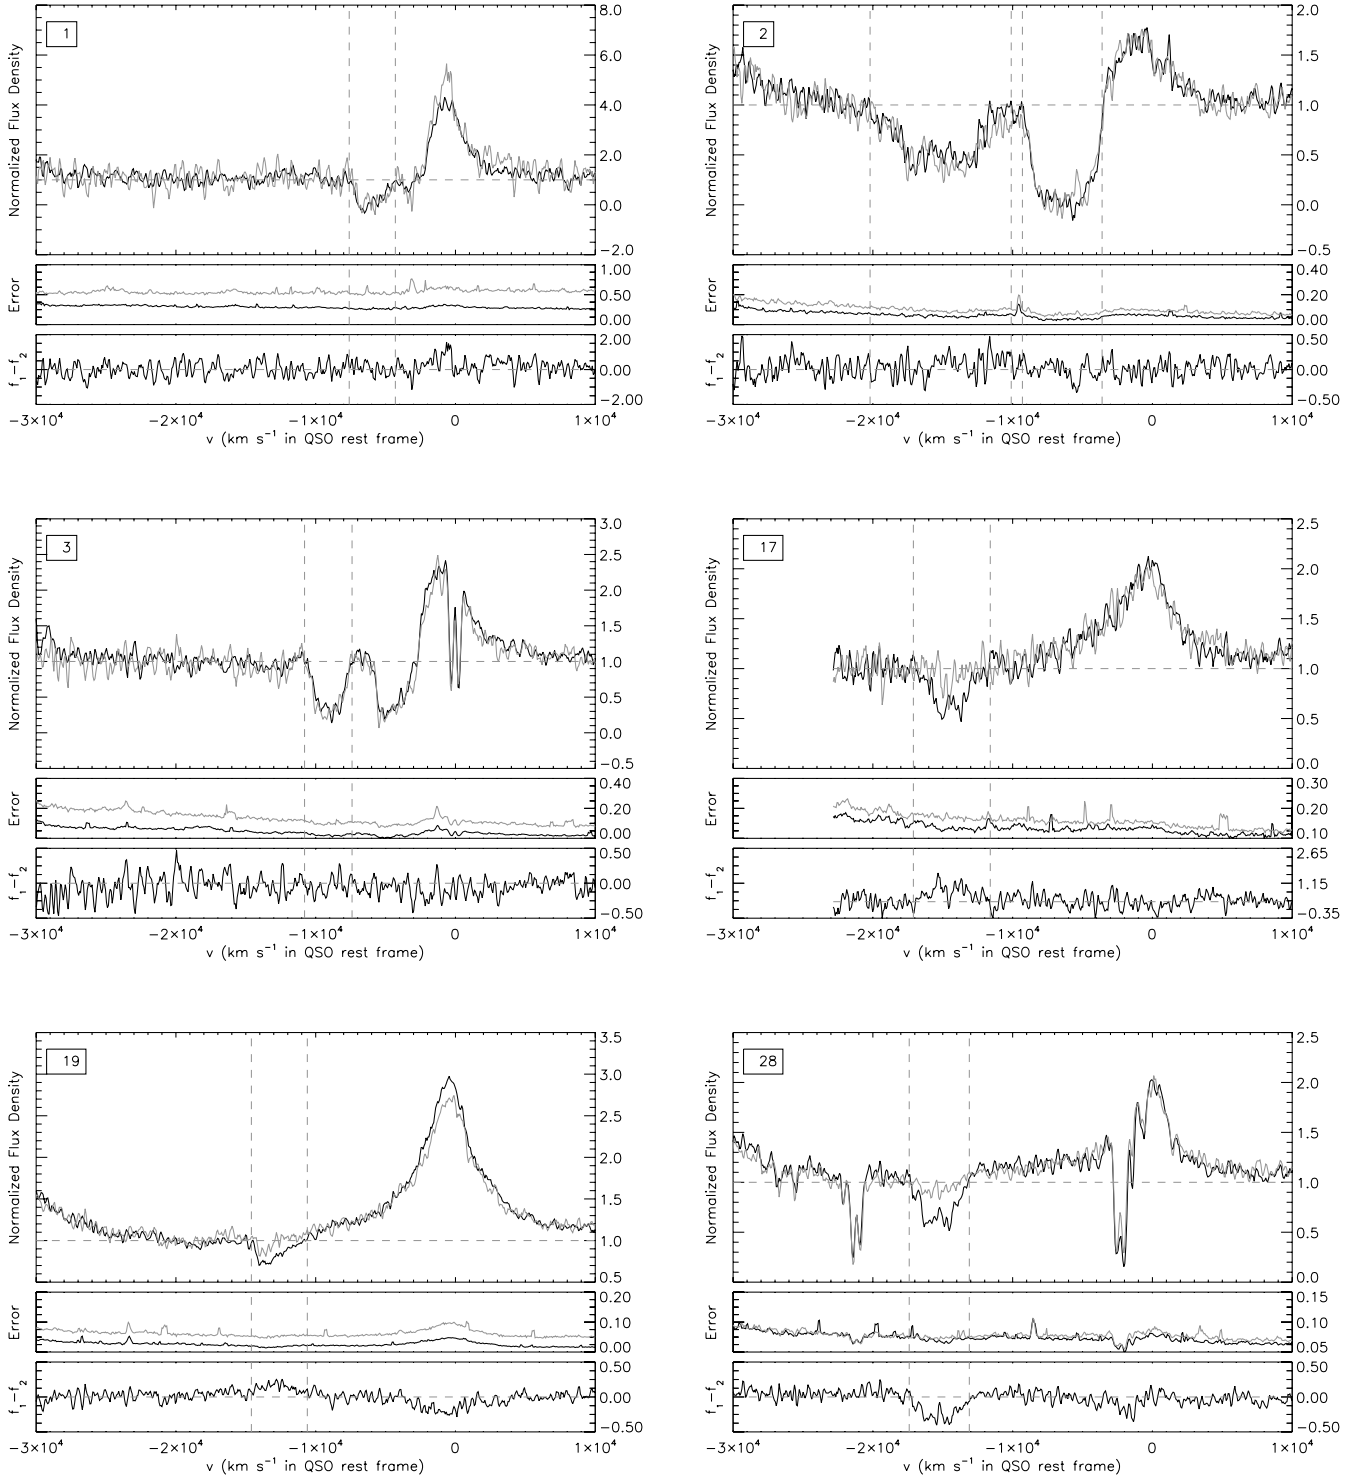 1
Normalized Flux Density
8.0
6.0
4.0
2.0
0.0
−2.0
Error
1.00
0.50
0.00
f₁−f₂
2.00
0.00
−2.00
−3×10⁴ −2×10⁴ −1×10⁴ 0 1×10⁴
v (km s⁻¹ in QSO rest frame)
2
Normalized Flux Density
2.0
1.5
1.0
0.5
0.0
−0.5
Error
0.40
0.20
0.00
f₁−f₂
0.50
0.00
−0.50
−3×10⁴ −2×10⁴ −1×10⁴ 0 1×10⁴
v (km s⁻¹ in QSO rest frame)
3
Normalized Flux Density
3.0
2.5
2.0
1.5
1.0
0.5
0.0
−0.5
Error
0.40
0.20
0.00
f₁−f₂
0.50
0.00
−0.50
−3×10⁴ −2×10⁴ −1×10⁴ 0 1×10⁴
v (km s⁻¹ in QSO rest frame)
17
Normalized Flux Density
2.5
2.0
1.5
1.0
0.5
0.0
Error
0.30
0.20
0.10
f₁−f₂
2.65
1.15
−0.35
−3×10⁴ −2×10⁴ −1×10⁴ 0 1×10⁴
v (km s⁻¹ in QSO rest frame)
19
Normalized Flux Density
3.5
3.0
2.5
2.0
1.5
1.0
0.5
Error
0.20
0.10
0.00
f₁−f₂
0.50
0.00
−0.50
−3×10⁴ −2×10⁴ −1×10⁴ 0 1×10⁴
v (km s⁻¹ in QSO rest frame)
28
Normalized Flux Density
2.5
2.0
1.5
1.0
0.5
0.0
Error
0.15
0.10
0.05
f₁−f₂
0.50
0.00
−0.50
−3×10⁴ −2×10⁴ −1×10⁴ 0 1×10⁴
v (km s⁻¹ in QSO rest frame)